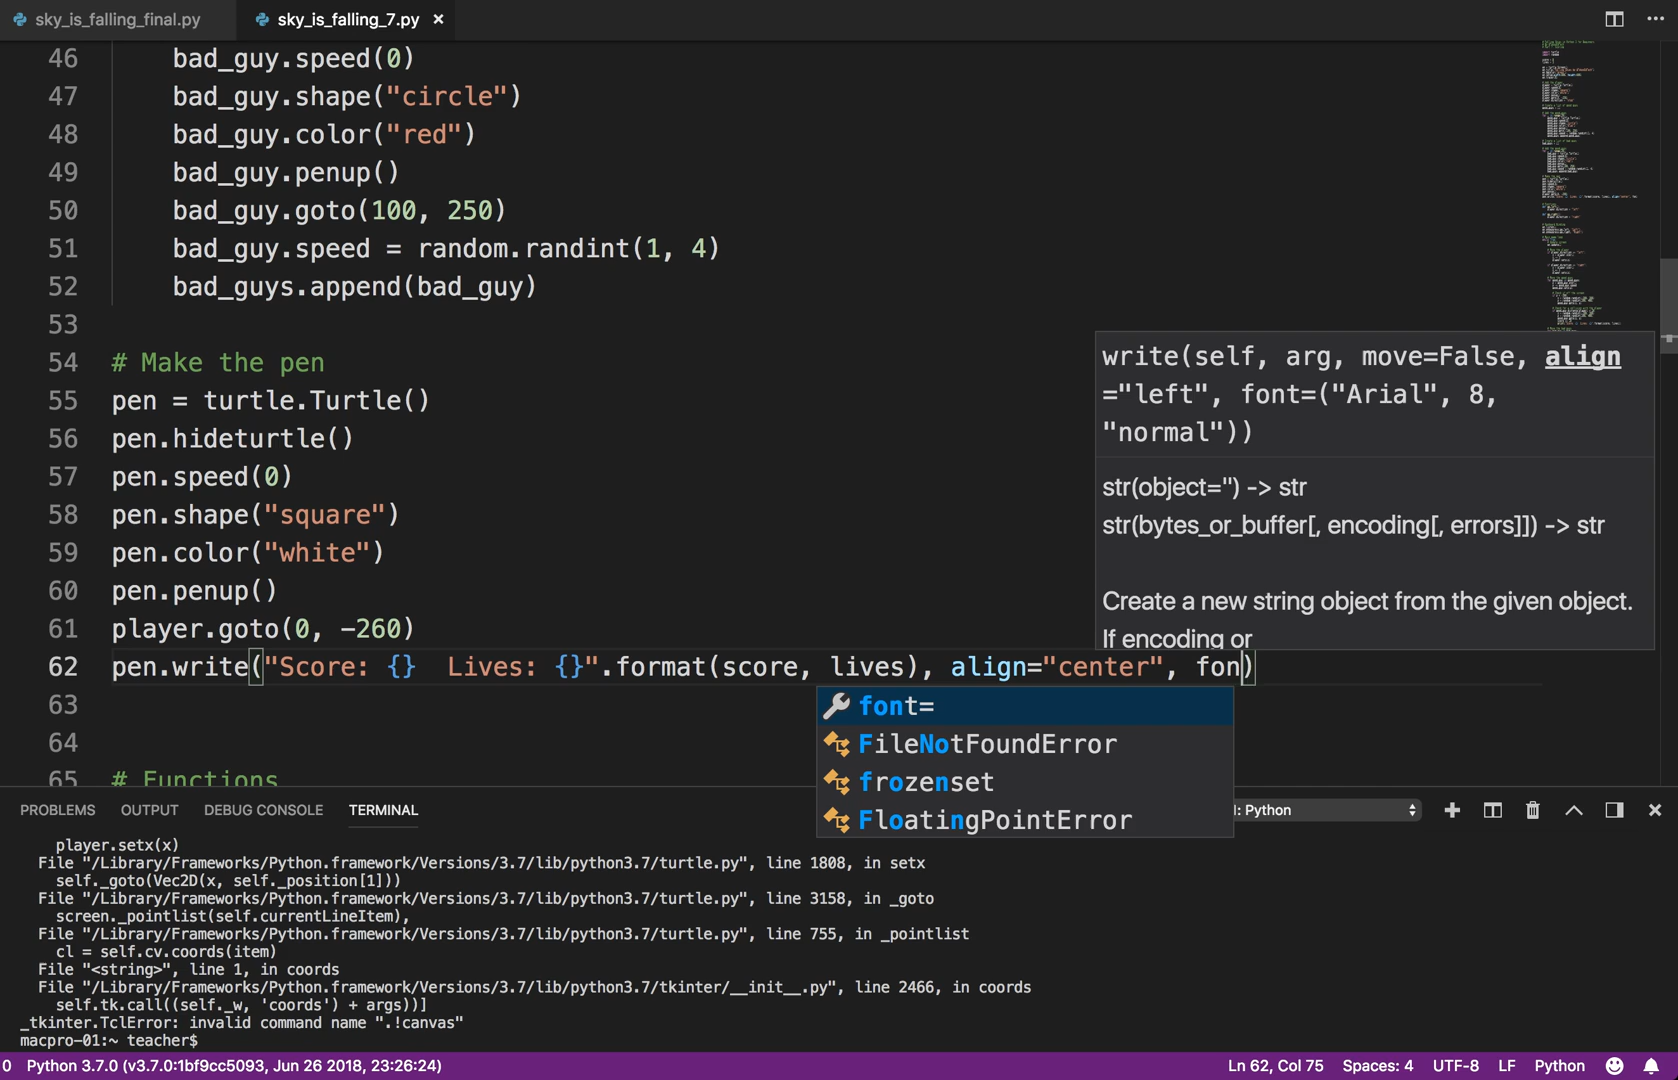 sky_is_falling_final.py
sky_is_falling_7.py ×
46 bad_guy.speed(0)
47 bad_guy.shape("circle")
48 bad_guy.color("red")
49 bad_guy.penup()
50 bad_guy.goto(100, 250)
51 bad_guy.speed = random.randint(1, 4)
52 bad_guys.append(bad_guy)
53
54 # Make the pen
55 pen = turtle.Turtle()
56 pen.hideturtle()
57 pen.speed(0)
58 pen.shape("square")
59 pen.color("white")
60 pen.penup()
61 player.goto(0, -260)
62 pen.write("Score: {}  Lives: {}".format(score, lives), align="center", fon)
63
64
65 # Functions
write(self, arg, move=False, align
="left", font=("Arial", 8,
"normal"))
str(object='') -> str
str(bytes_or_buffer[, encoding[, errors]]) -> str
Create a new string object from the given object.
If encoding or
font=
FileNotFoundError
frozenset
FloatingPointError
PROBLEMS OUTPUT DEBUG CONSOLE TERMINAL
: Python
player.setx(x)
File "/Library/Frameworks/Python.framework/Versions/3.7/lib/python3.7/turtle.py", line 1808, in setx
self._goto(Vec2D(x, self._position[1]))
File "/Library/Frameworks/Python.framework/Versions/3.7/lib/python3.7/turtle.py", line 3158, in _goto
screen._pointlist(self.currentLineItem),
File "/Library/Frameworks/Python.framework/Versions/3.7/lib/python3.7/turtle.py", line 755, in _pointlist
cl = self.cv.coords(item)
File "<string>", line 1, in coords
File "/Library/Frameworks/Python.framework/Versions/3.7/lib/python3.7/tkinter/__init__.py", line 2466, in coords
self.tk.call((self._w, 'coords') + args))]
_tkinter.TclError: invalid command name ".!canvas"
macpro-01:~ teacher$
0 Python 3.7.0 (v3.7.0:1bf9cc5093, Jun 26 2018, 23:26:24)
Ln 62, Col 75 Spaces: 4 UTF-8 LF Python